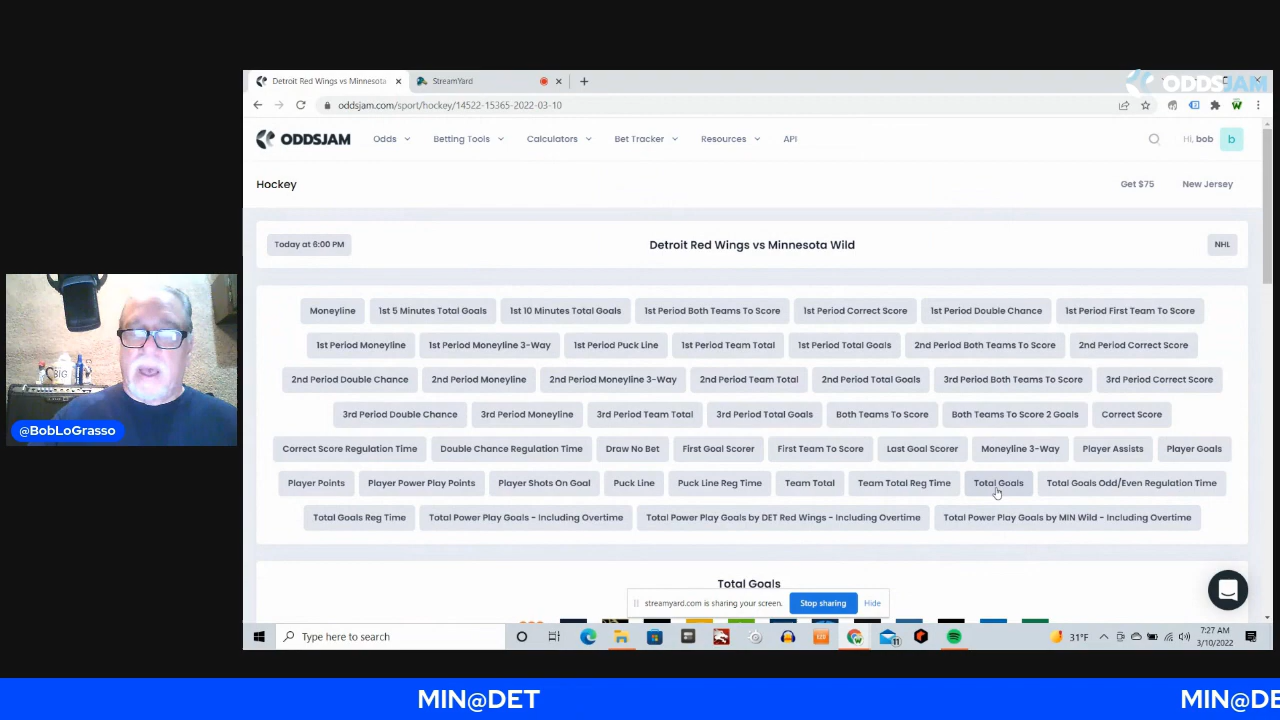 Detroit Red Wings vs Minnesota
StreamYard
ODDSJAM
oddsjam.com/sport/hockey/14522-15365-2022-03-10
ODDSJAM
Odds
Betting Tools
Calculators
Bet Tracker
Resources
API
Hi, bob
b
Hockey
Get $75
New Jersey
Today at 6:00 PM
Detroit Red Wings vs Minnesota Wild
NHL
Moneyline
1st 5 Minutes Total Goals
1st 10 Minutes Total Goals
1st Period Both Teams To Score
1st Period Correct Score
1st Period Double Chance
1st Period First Team To Score
1st Period Moneyline
1st Period Moneyline 3-Way
1st Period Puck Line
1st Period Team Total
1st Period Total Goals
2nd Period Both Teams To Score
2nd Period Correct Score
2nd Period Double Chance
2nd Period Moneyline
2nd Period Moneyline 3-Way
2nd Period Team Total
2nd Period Total Goals
3rd Period Both Teams To Score
3rd Period Correct Score
3rd Period Double Chance
3rd Period Moneyline
3rd Period Team Total
3rd Period Total Goals
Both Teams To Score
Both Teams To Score 2 Goals
Correct Score
Correct Score Regulation Time
Double Chance Regulation Time
Draw No Bet
First Goal Scorer
First Team To Score
Last Goal Scorer
Moneyline 3-Way
Player Assists
Player Goals
Player Points
Player Power Play Points
Player Shots On Goal
Puck Line
Puck Line Reg Time
Team Total
Team Total Reg Time
Total Goals
Total Goals Odd/Even Regulation Time
Total Goals Reg Time
Total Power Play Goals - Including Overtime
Total Power Play Goals by DET Red Wings - Including Overtime
Total Power Play Goals by MIN Wild - Including Overtime
Total Goals
streamyard.com is sharing your screen.
Stop sharing
Hide
Type here to search
11
31°F
7:27 AM
3/10/2022
BIG
@BobLoGrasso
MIN@DET
MIN@DE